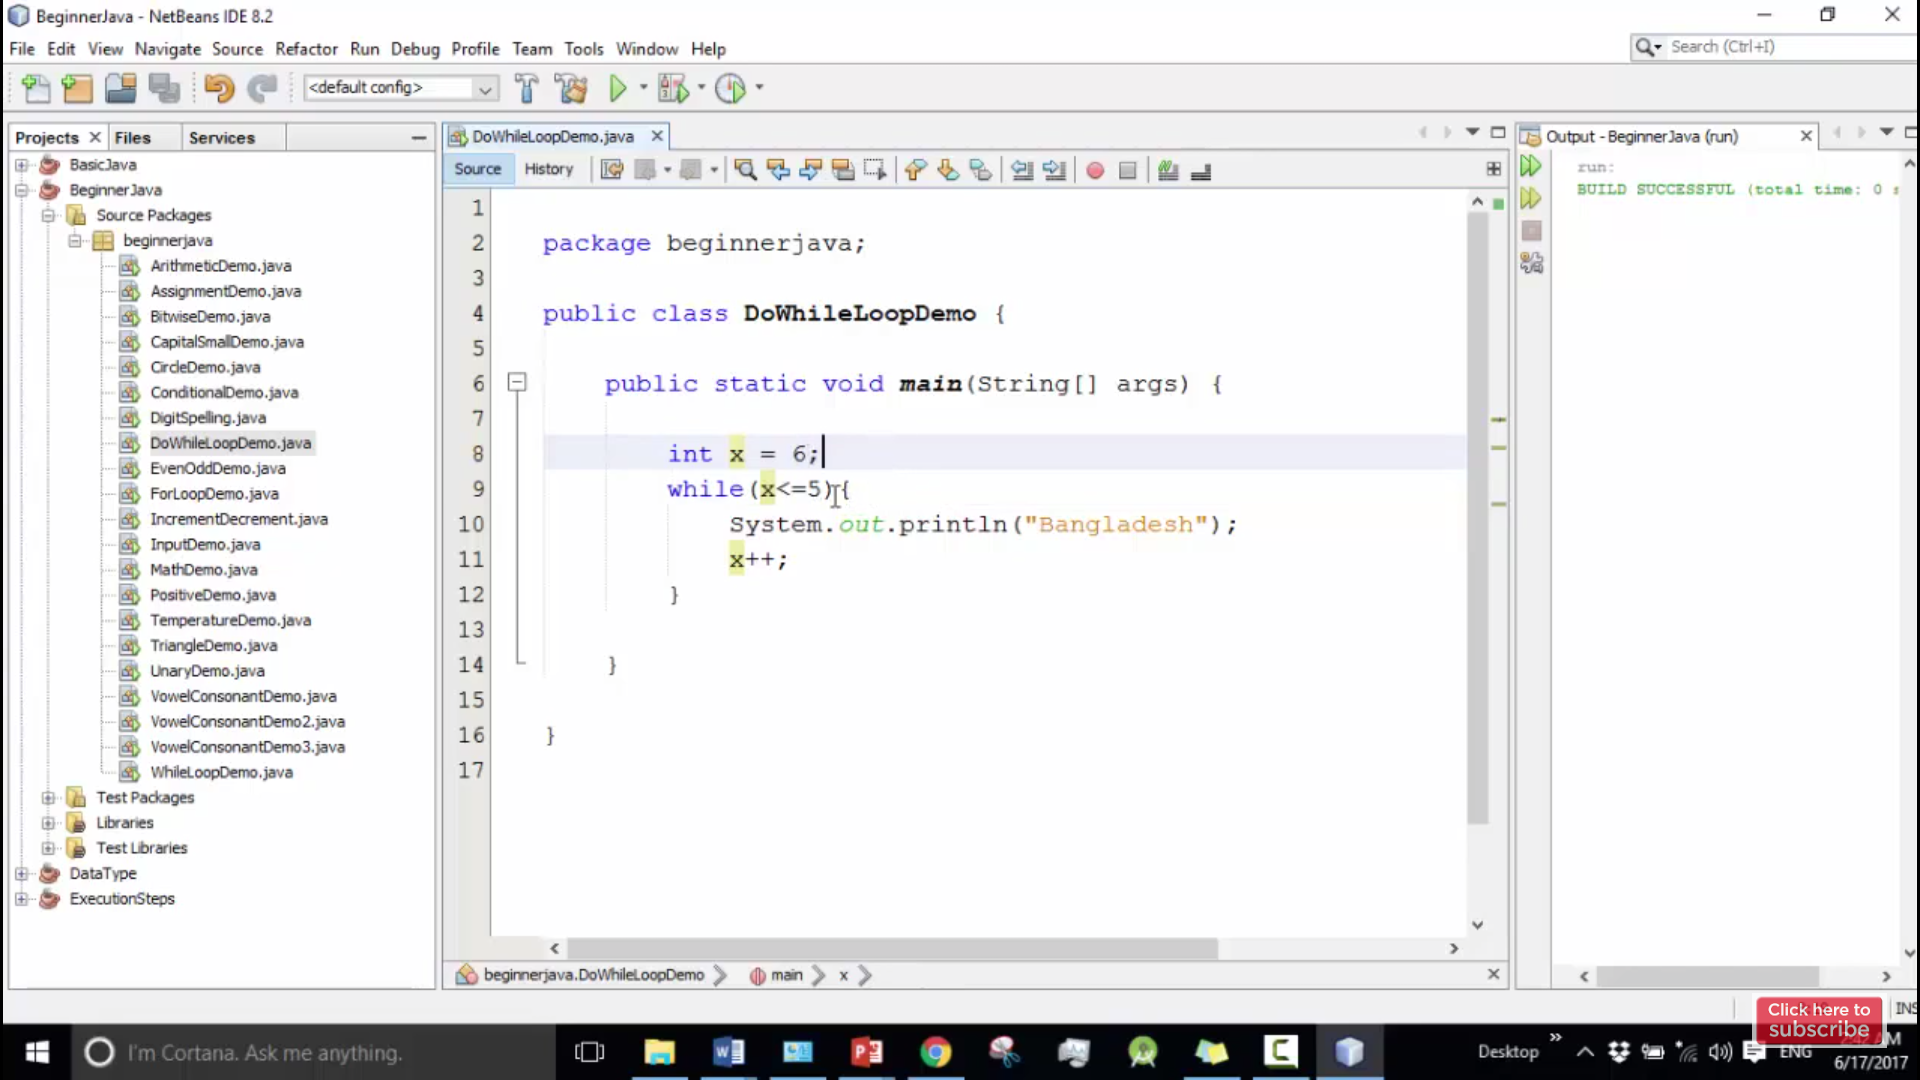 BeginnerJava - NetBeans IDE 8.2
File Edit View Navigate Source Refactor Run Debug Profile Team Tools Window Help
Search (Ctrl+I)
<default config>
Projects Files Services
BasicJava
BeginnerJava
Source Packages
beginnerjava
ArithmeticDemo.java
AssignmentDemo.java
BitwiseDemo.java
CapitalSmallDemo.java
CircleDemo.java
ConditionalDemo.java
DigitSpelling.java
DoWhileLoopDemo.java
EvenOddDemo.java
ForLoopDemo.java
IncrementDecrement.java
InputDemo.java
MathDemo.java
PositiveDemo.java
TemperatureDemo.java
TriangleDemo.java
UnaryDemo.java
VowelConsonantDemo.java
VowelConsonantDemo2.java
VowelConsonantDemo3.java
WhileLoopDemo.java
Test Packages
Libraries
Test Libraries
DataType
ExecutionSteps
DoWhileLoopDemo.java
Source History
1
2 package beginnerjava;
3
4 public class DoWhileLoopDemo {
5
6 public static void main(String[] args) {
7
8 int x = 6;
9 while(x<=5){
10 System.out.println("Bangladesh");
11 x++;
12 }
13
14 }
15
16 }
17
beginnerjava.DoWhileLoopDemo main x
Output - BeginnerJava (run)
run:
BUILD SUCCESSFUL (total time: 0 s
INS
Click here to
subscribe
I'm Cortana. Ask me anything.
Desktop
ENG
AM
6/17/2017